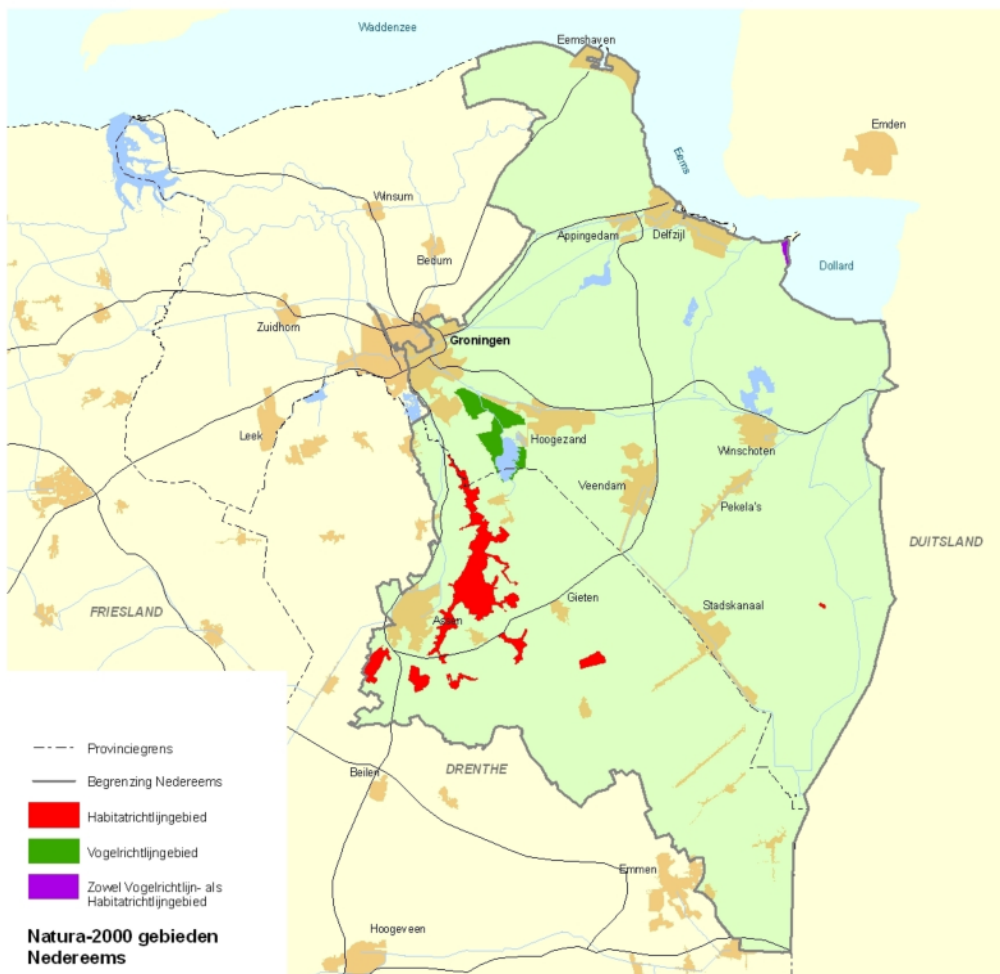 Waddenzee
Eemshaven
Emden
Eems
Winsum
Appingedam
Delfzijl
Bedum
Dollard
Zuidhorn
Groningen
Leek
Hoogezand
Winschoten
Veendam
Pekela's
DUITSLAND
FRIESLAND
Gieten
Stadskanaal
Assen
Provinciegrens
Begrenzing Nedereems
Beilen
DRENTHE
Habitatrichtlijngebied
Vogelrichtlijngebied
Zowel Vogelrichtlijn- als
Habitatrichtlijngebied
Emmen
Natura-2000 gebieden
Nedereems
Hoogeveen